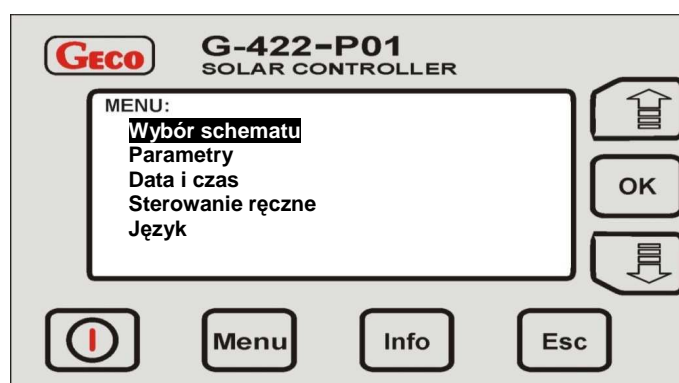 GECO
G-422-P01
SOLAR CONTROLLER
MENU:
Wybór schematu
Parametry
Data i czas
Sterowanie ręczne
Język
OK
Menu
Info
Esc